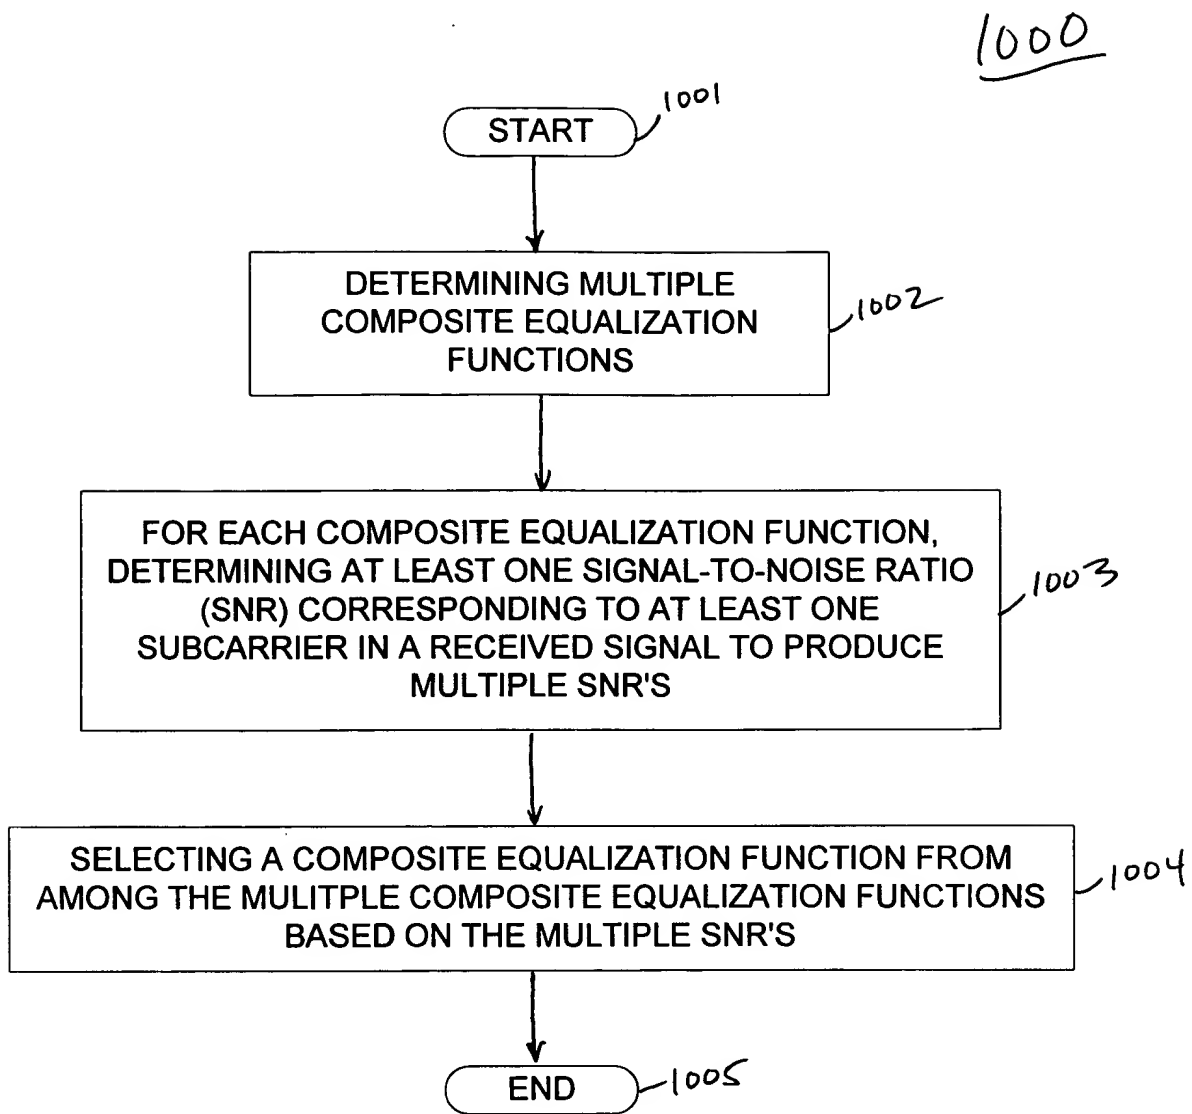 1000
START
1001
DETERMINING MULTIPLE
COMPOSITE EQUALIZATION
FUNCTIONS
1002
FOR EACH COMPOSITE EQUALIZATION FUNCTION,
DETERMINING AT LEAST ONE SIGNAL-TO-NOISE RATIO
(SNR) CORRESPONDING TO AT LEAST ONE
SUBCARRIER IN A RECEIVED SIGNAL TO PRODUCE
MULTIPLE SNR'S
1003
SELECTING A COMPOSITE EQUALIZATION FUNCTION FROM
AMONG THE MULITPLE COMPOSITE EQUALIZATION FUNCTIONS
BASED ON THE MULTIPLE SNR'S
1004
END
1005